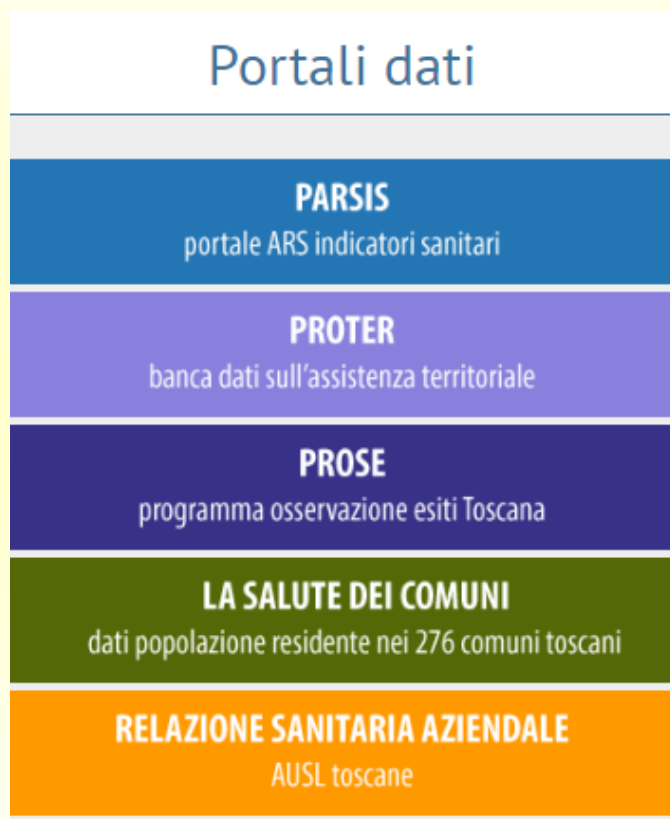 Portali dati
PARSIS
portale ARS indicatori sanitari
PROTER
banca dati sull'assistenza territoriale
PROSE
programma osservazione esiti Toscana
LA SALUTE DEI COMUNI
dati popolazione residente nei 276 comuni toscani
RELAZIONE SANITARIA AZIENDALE
AUSL toscane